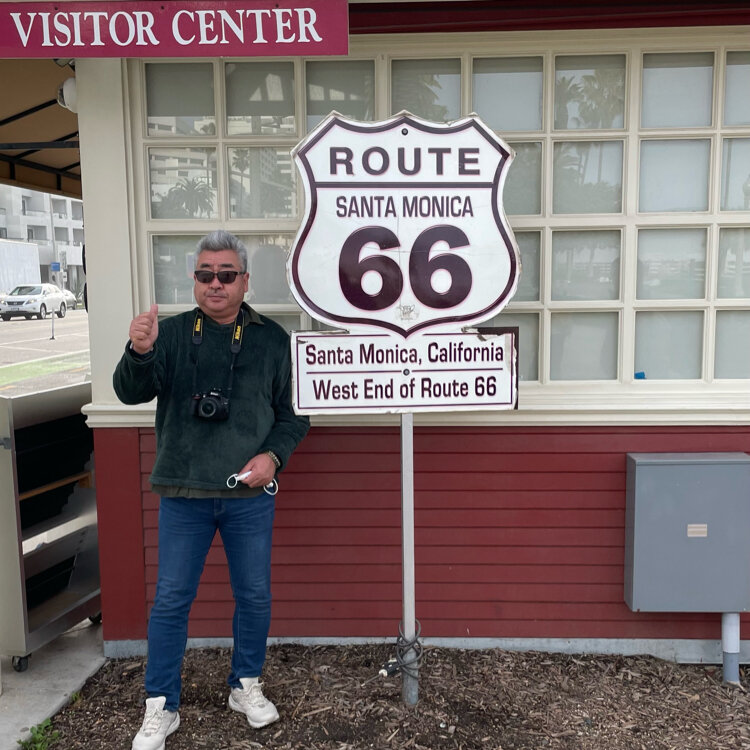 VISITOR CENTER
ROUTE
SANTA MONICA
66
Santa Monica, California
West End of Route 66